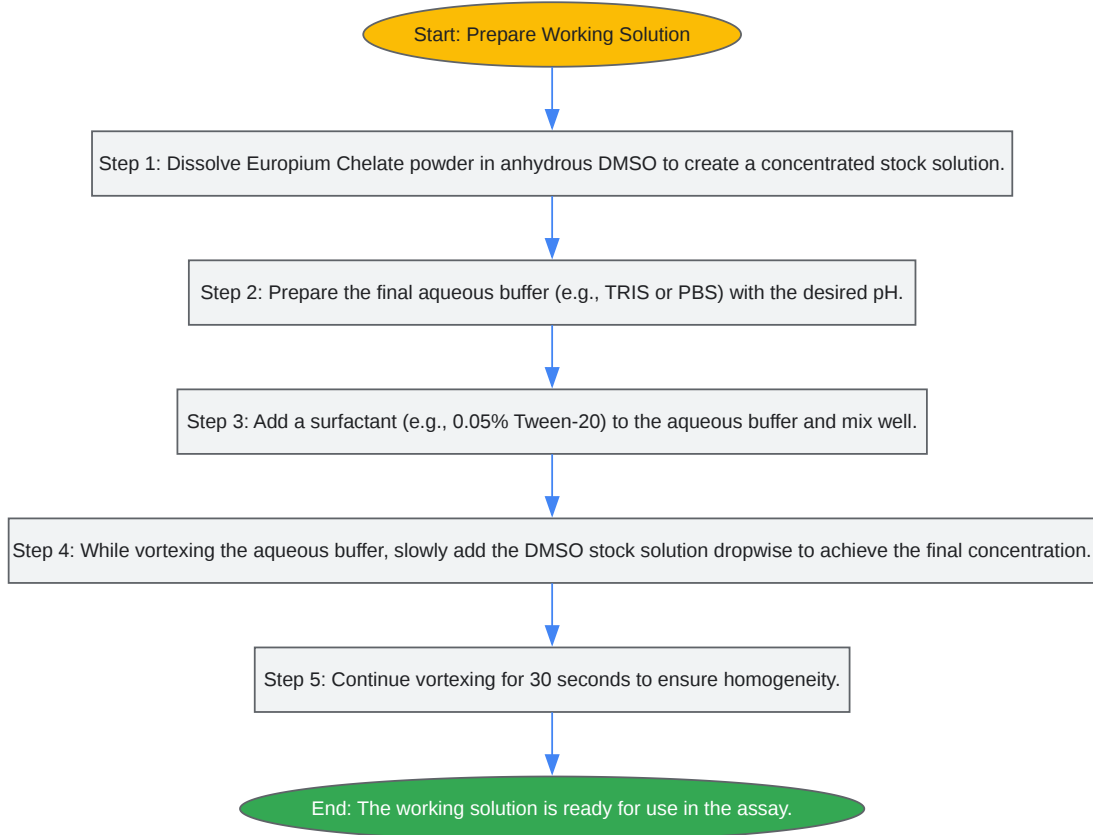 Start: Prepare Working Solution
Step 1: Dissolve Europium Chelate powder in anhydrous DMSO to create a concentrated stock solution.
Step 2: Prepare the final aqueous buffer (e.g., TRIS or PBS) with the desired pH.
Step 3: Add a surfactant (e.g., 0.05% Tween-20) to the aqueous buffer and mix well.
Step 4: While vortexing the aqueous buffer, slowly add the DMSO stock solution dropwise to achieve the final concentration.
Step 5: Continue vortexing for 30 seconds to ensure homogeneity.
End: The working solution is ready for use in the assay.